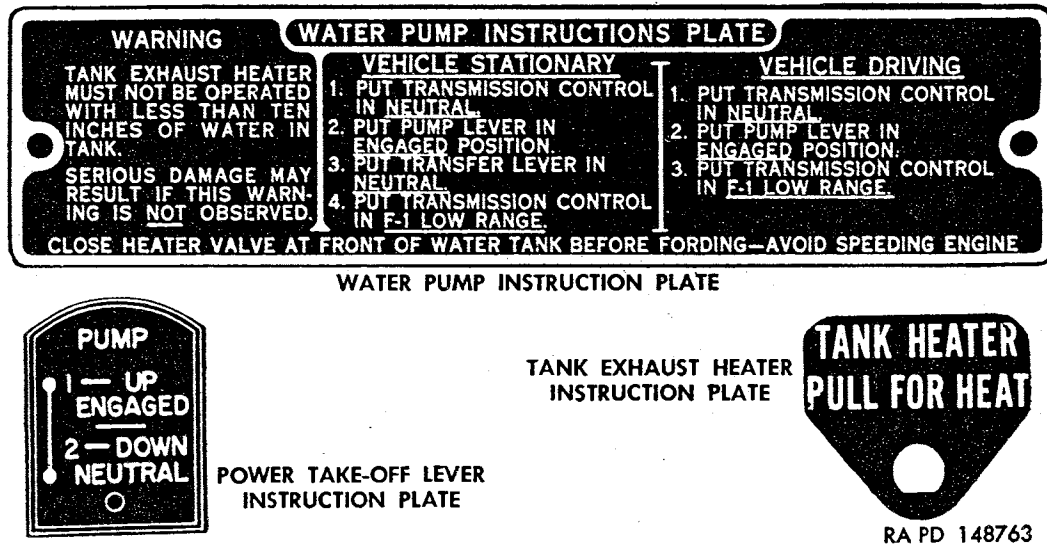 WATER PUMP INSTRUCTIONS PLATE
WARNING
TANK EXHAUST HEATER
MUST NOT BE OPERATED
WITH LESS THAN TEN
INCHES OF WATER IN
TANK.
SERIOUS DAMAGE MAY
RESULT IF THIS WARN-
ING IS NOT OBSERVED.
VEHICLE STATIONARY
1. PUT TRANSMISSION CONTROL
IN NEUTRAL.
2. PUT PUMP LEVER IN
ENGAGED POSITION.
3. PUT TRANSFER LEVER IN
NEUTRAL.
4. PUT TRANSMISSION CONTROL
IN F-1 LOW RANGE.
VEHICLE DRIVING
1. PUT TRANSMISSION CONTROL
IN NEUTRAL.
2. PUT PUMP LEVER IN
ENGAGED POSITION.
3. PUT TRANSMISSION CONTROL
IN F-1 LOW RANGE.
CLOSE HEATER VALVE AT FRONT OF WATER TANK BEFORE FORDING—AVOID SPEEDING ENGINE
WATER PUMP INSTRUCTION PLATE
PUMP
1 — UP
ENGAGED
2 — DOWN
NEUTRAL
POWER TAKE-OFF LEVER
INSTRUCTION PLATE
TANK EXHAUST HEATER
INSTRUCTION PLATE
TANK HEATER
PULL FOR HEAT
RA PD 148763